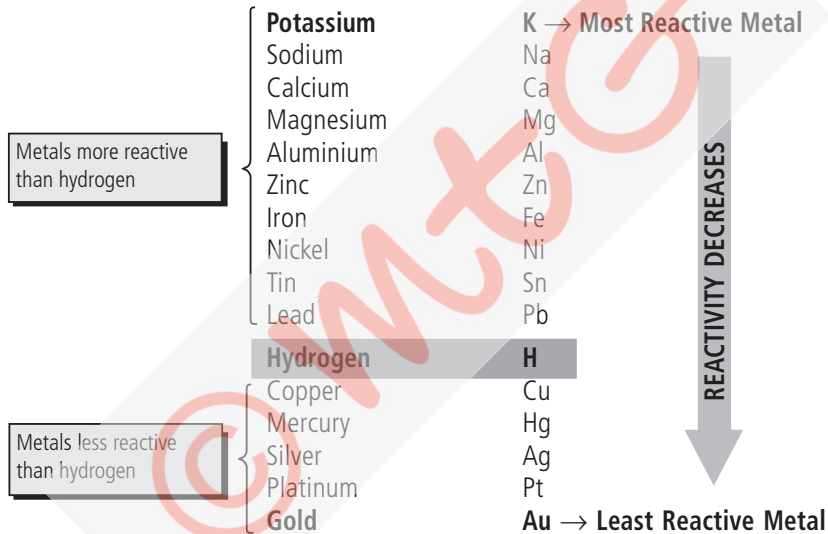 Potassium K → Most Reactive Metal
Sodium Na
Calcium Ca
Magnesium Mg
Metals more reactive
than hydrogen
Aluminium Al
Zinc Zn
Iron Fe
Nickel Ni
Tin Sn
Lead Pb
REACTIVITY DECREASES
Hydrogen H
Copper Cu
Mercury Hg
Metals less reactive
than hydrogen
Silver Ag
Platinum Pt
Gold Au → Least Reactive Metal
© mtG